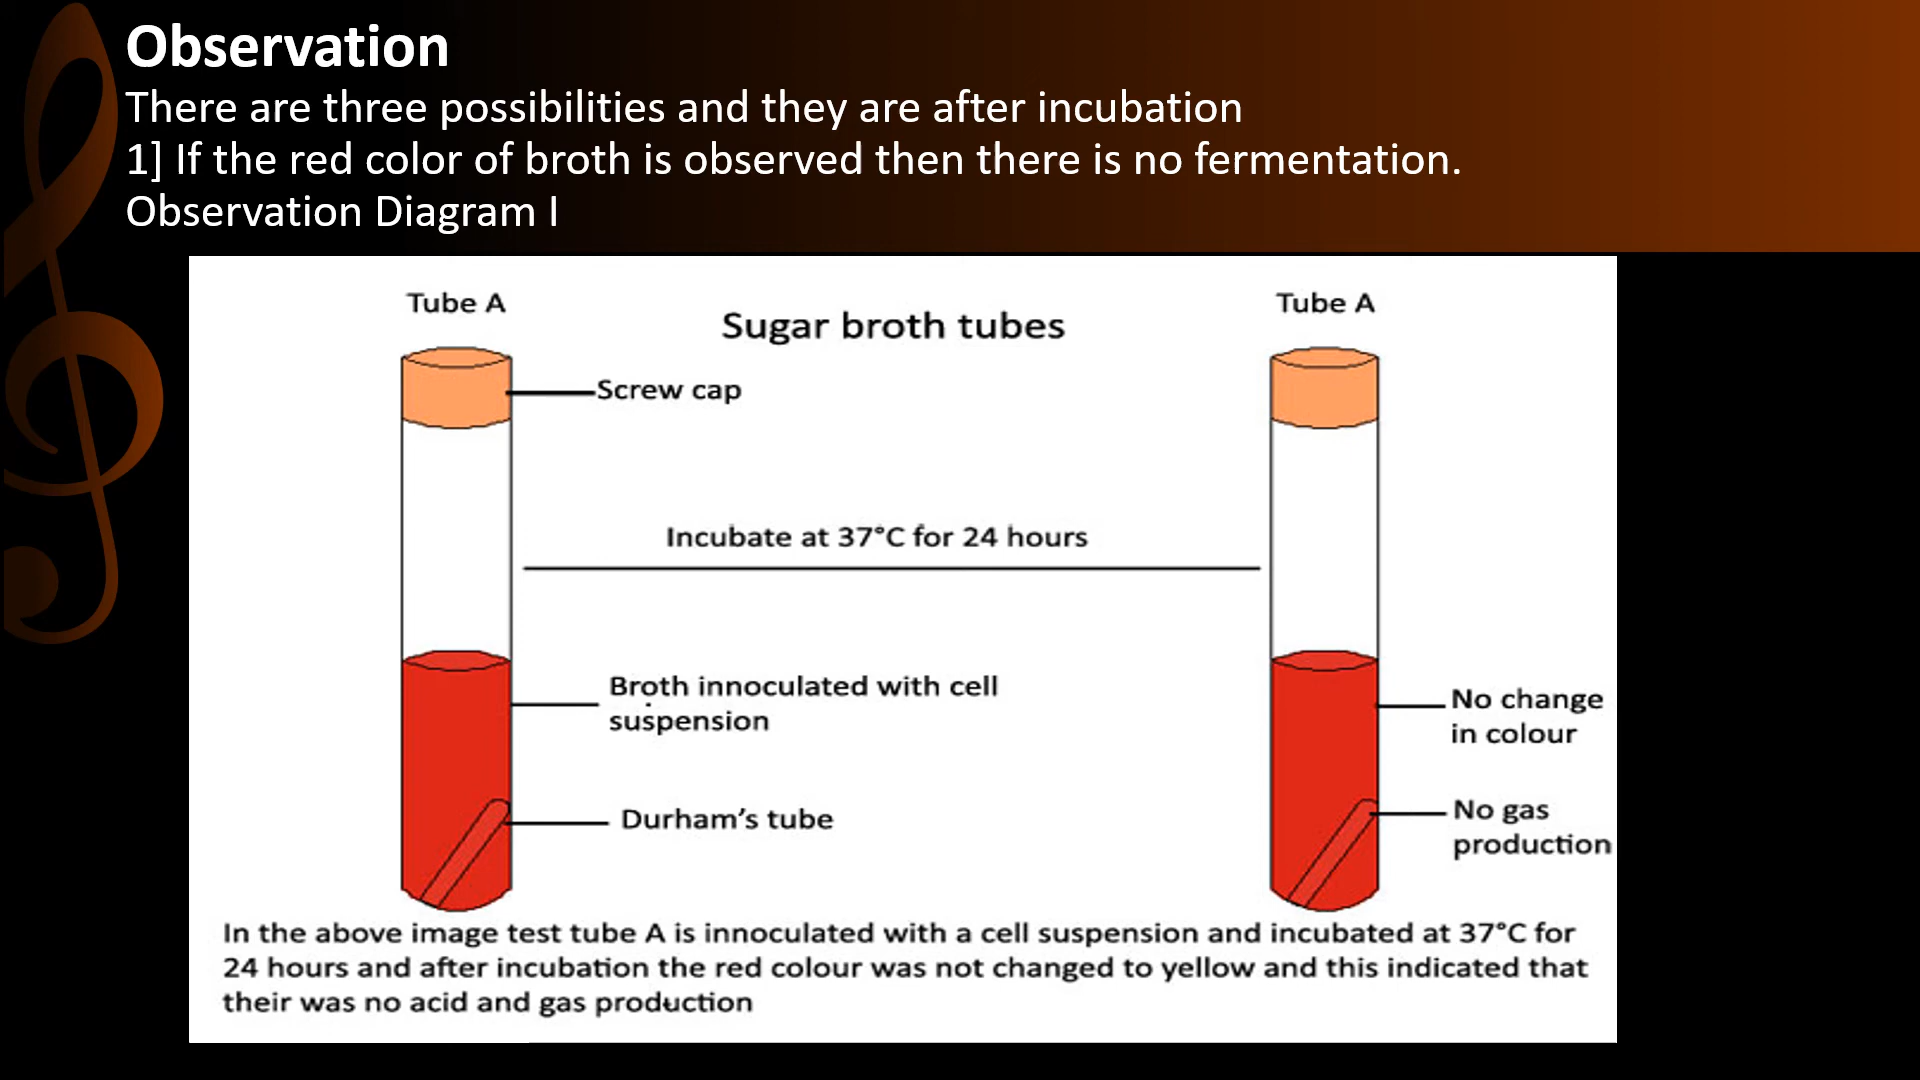 Observation
There are three possibilities and they are after incubation
1] If the red color of broth is observed then there is no fermentation.
Observation Diagram I
Tube A
Sugar broth tubes
Tube A
Screw cap
Incubate at 37°C for 24 hours
Broth innoculated with cell
suspension
No change
in colour
Durham's tube
No gas
production
In the above image test tube A is innoculated with a cell suspension and incubated at 37°C for
24 hours and after incubation the red colour was not changed to yellow and this indicated that
their was no acid and gas production